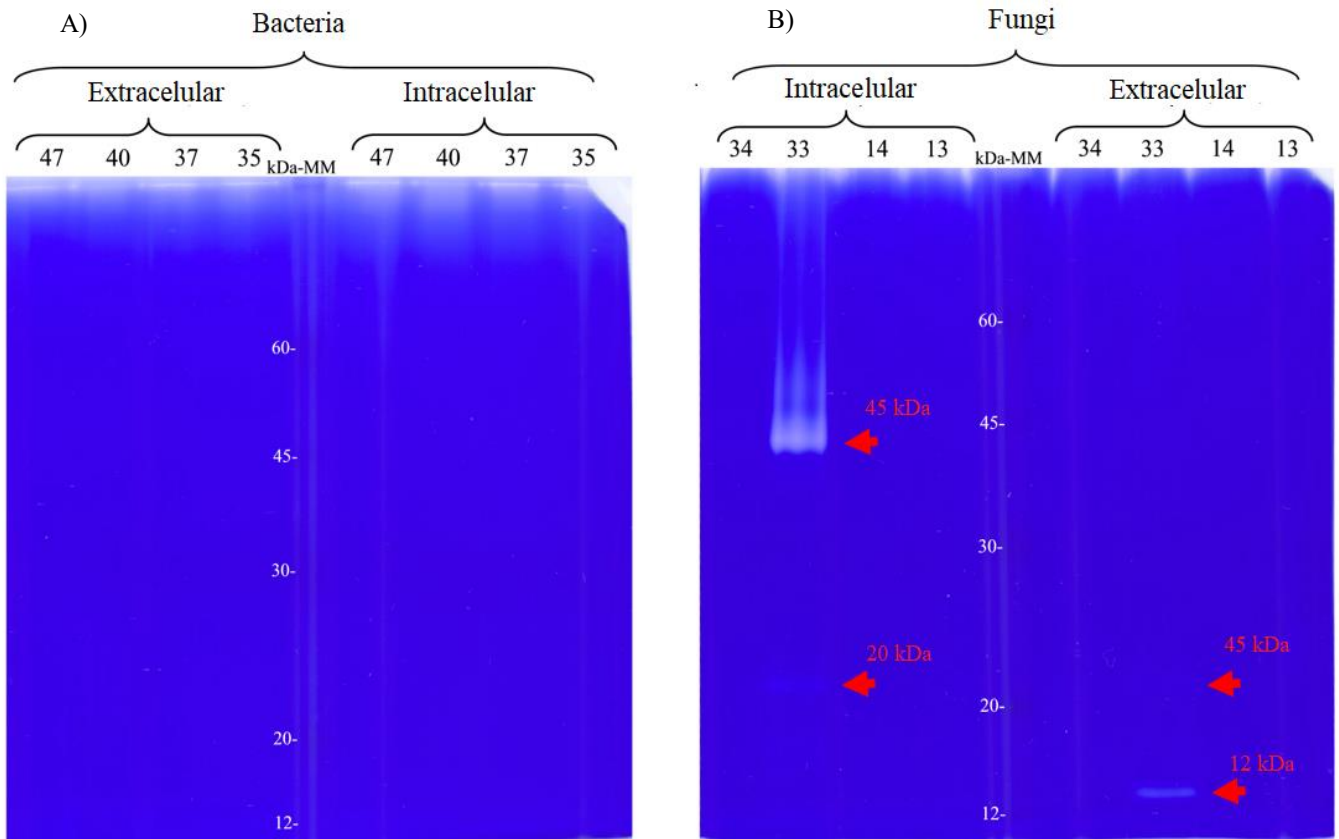 A)
Bacteria
Extracelular
Intracelular
47 40 37 35 kDa-MM 47 40 37 35
60-
45-
30-
20-
12-
B)
Fungi
Intracelular
Extracelular
34 33 14 13 kDa-MM 34 33 14 13
60-
45 kDa
45-
30-
20 kDa
45 kDa
20-
12 kDa
12-